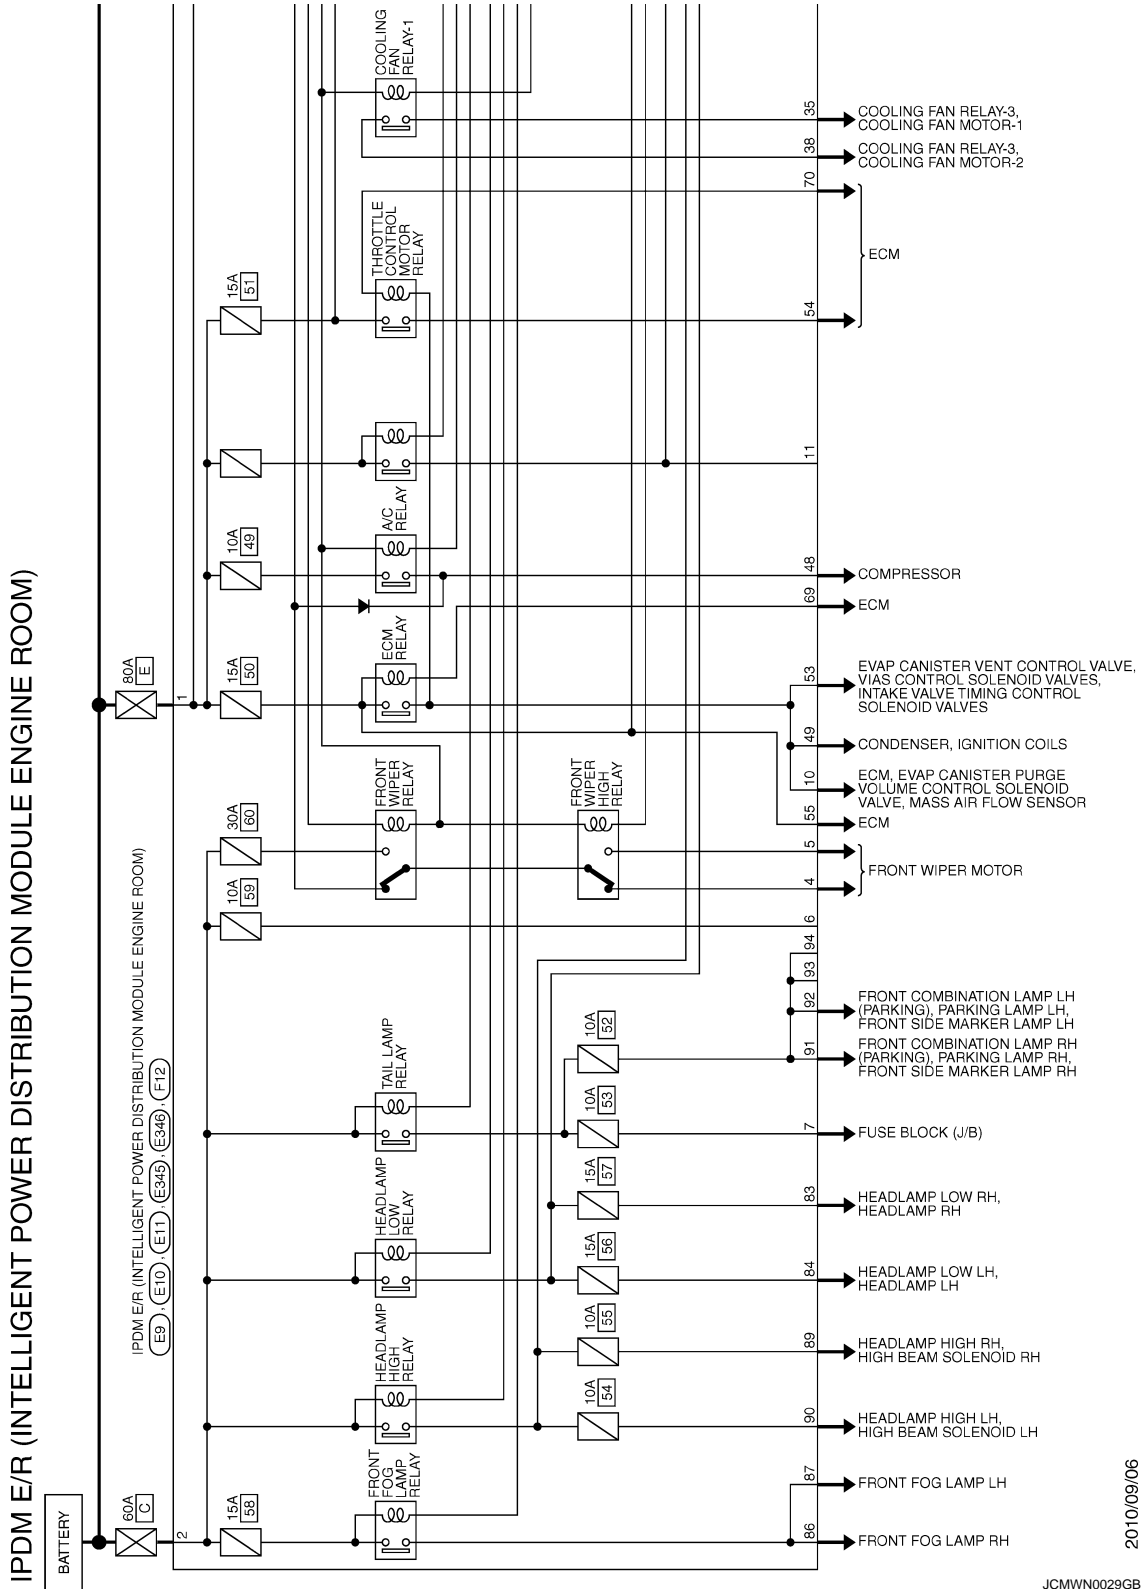 IPDM E/R (INTELLIGENT POWER DISTRIBUTION MODULE ENGINE ROOM)
BATTERY
60A
C
80A
E
IPDM E/R (INTELLIGENT POWER DISTRIBUTION MODULE ENGINE ROOM)
E9, E10, E11, E345, E346, F12
2
1
15A
58
10A
59
30A
60
15A
50
10A
49
15A
51
FRONT
FOG
LAMP
RELAY
HEADLAMP
HIGH
RELAY
HEADLAMP
LOW
RELAY
TAIL LAMP
RELAY
FRONT
WIPER
RELAY
ECM
RELAY
A/C
RELAY
THROTTLE
CONTROL
MOTOR
RELAY
COOLING
FAN
RELAY-1
FRONT
WIPER
HIGH
RELAY
10A
54
10A
55
15A
56
15A
57
10A
53
10A
52
35
COOLING FAN RELAY-3,
COOLING FAN MOTOR-1
38
COOLING FAN RELAY-3,
COOLING FAN MOTOR-2
70
ECM
54
11
48
COMPRESSOR
69
ECM
53
EVAP CANISTER VENT CONTROL VALVE,
VIAS CONTROL SOLENOID VALVES,
INTAKE VALVE TIMING CONTROL
SOLENOID VALVES
49
CONDENSER, IGNITION COILS
10
ECM, EVAP CANISTER PURGE
VOLUME CONTROL SOLENOID
VALVE, MASS AIR FLOW SENSOR
55
ECM
5
FRONT WIPER MOTOR
4
6
94
93
92
FRONT COMBINATION LAMP LH
(PARKING), PARKING LAMP LH,
FRONT SIDE MARKER LAMP LH
91
FRONT COMBINATION LAMP RH
(PARKING), PARKING LAMP RH,
FRONT SIDE MARKER LAMP RH
7
FUSE BLOCK (J/B)
83
HEADLAMP LOW RH,
HEADLAMP RH
84
HEADLAMP LOW LH,
HEADLAMP LH
89
HEADLAMP HIGH RH,
HIGH BEAM SOLENOID RH
90
HEADLAMP HIGH LH,
HIGH BEAM SOLENOID LH
87
FRONT FOG LAMP LH
86
FRONT FOG LAMP RH
2010/09/06
JCMWN0029GB